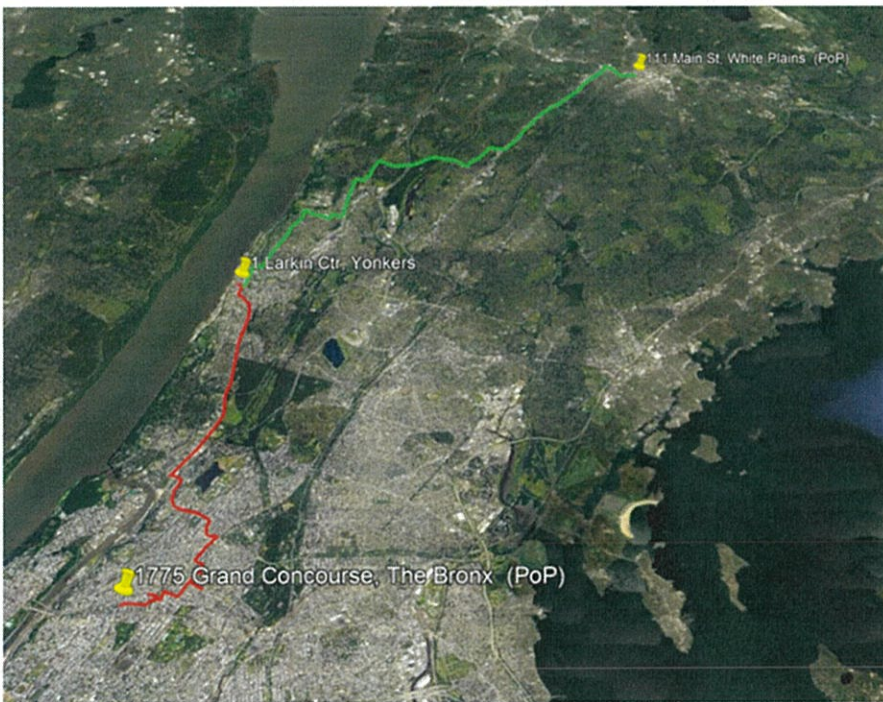 111 Main St, White Plains (PoP)
1 Larkin Ctr, Yonkers
1775 Grand Concourse, The Bronx (PoP)